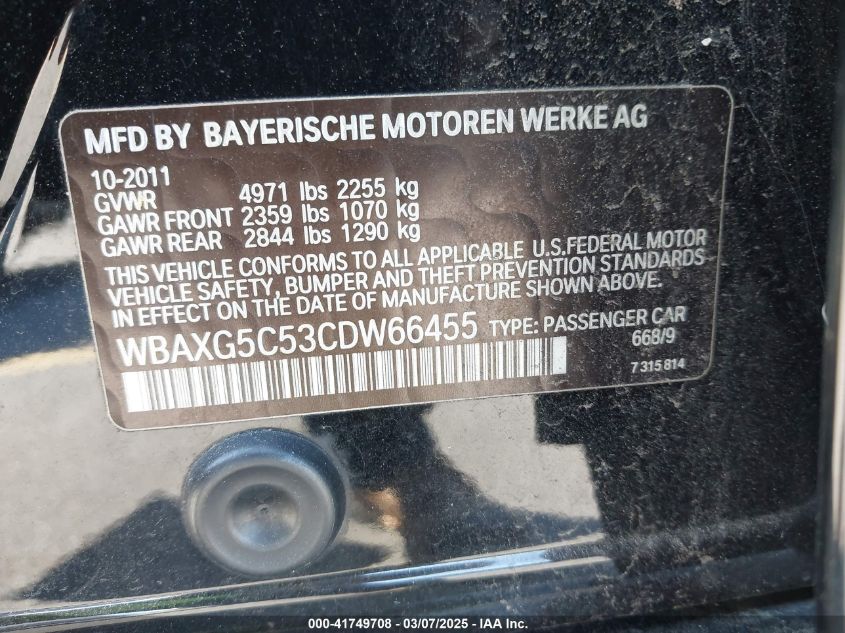 MFD BY BAYERISCHE MOTOREN WERKE AG
10-2011
GVWR 4971 lbs 2255 kg
GAWR FRONT 2359 lbs 1070 kg
GAWR REAR 2844 lbs 1290 kg
THIS VEHICLE CONFORMS TO ALL APPLICABLE U.S.FEDERAL MOTOR
VEHICLE SAFETY, BUMPER AND THEFT PREVENTION STANDARDS
IN EFFECT ON THE DATE OF MANUFACTURE SHOWN ABOVE.
WBAXG5C53CDW66455 TYPE: PASSENGER CAR
668/9
7 315 814
000-41749708 - 03/07/2025 - IAA Inc.